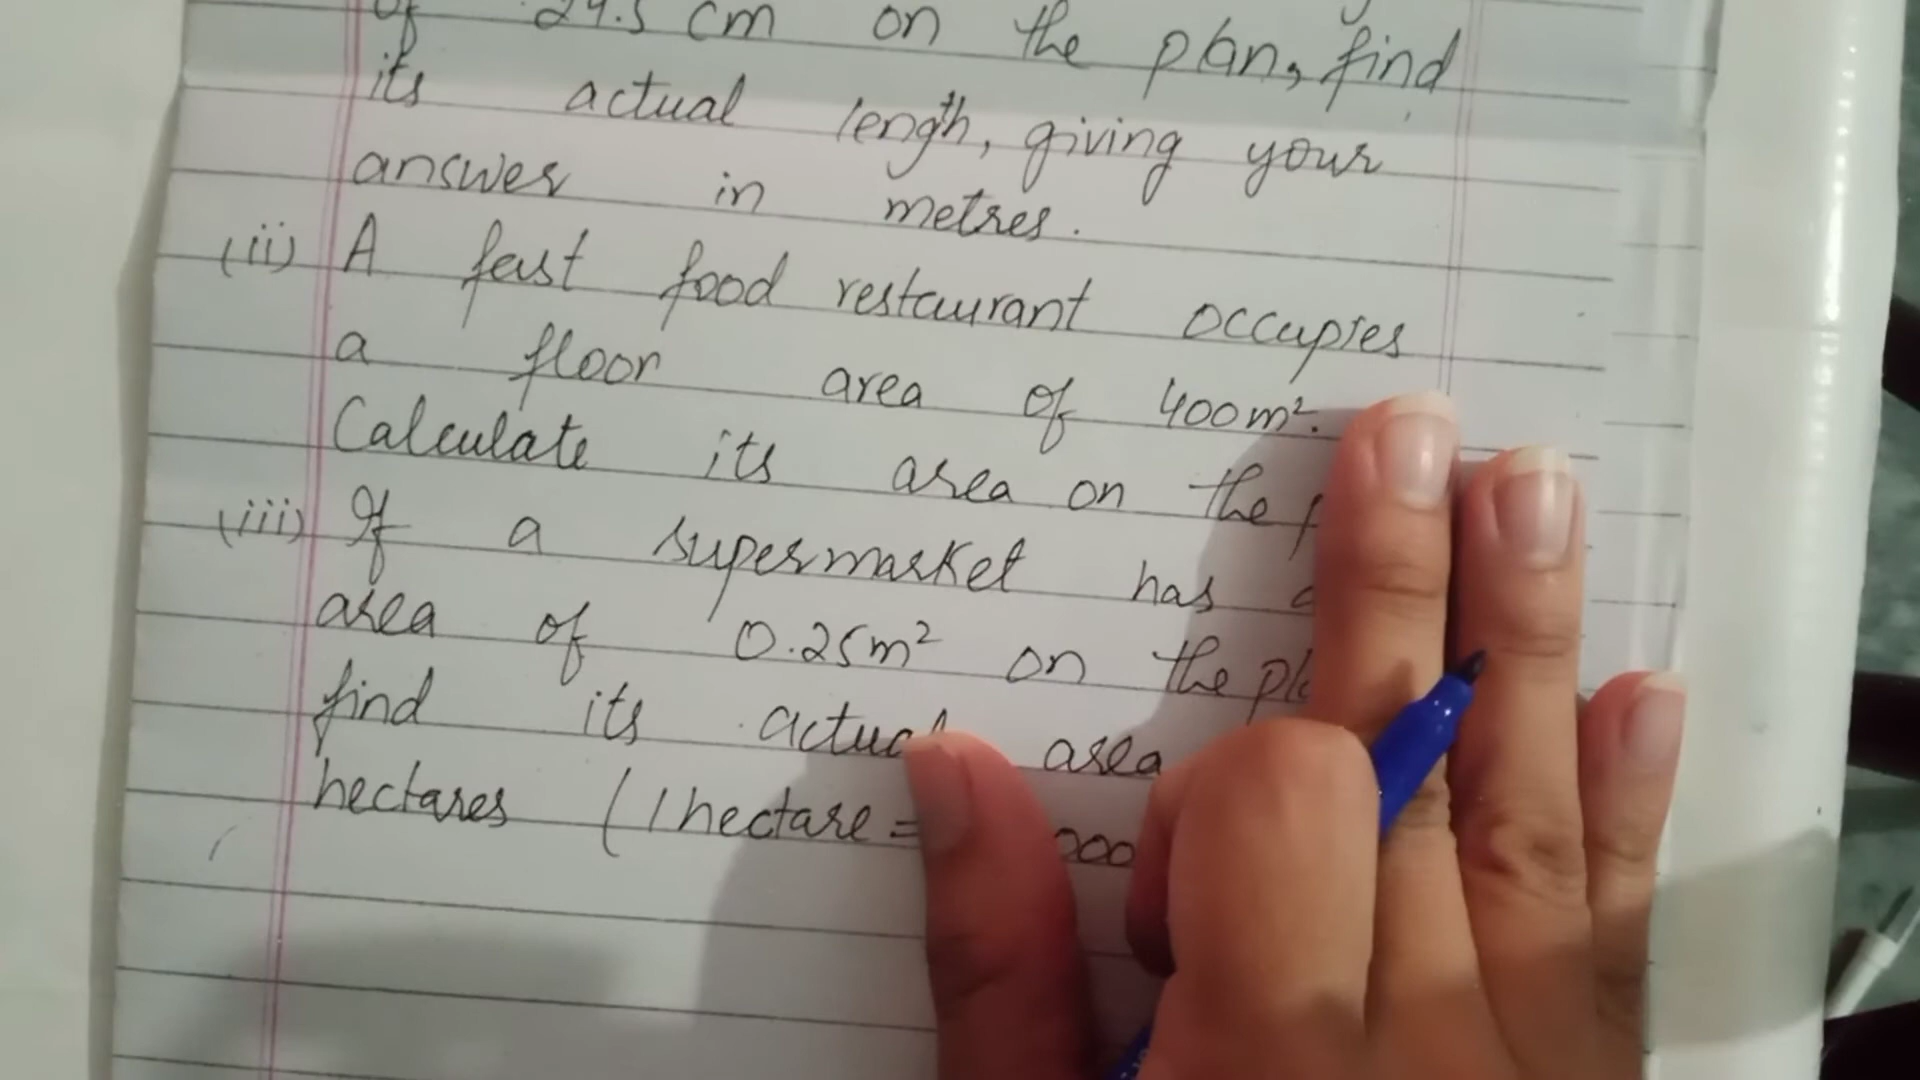 of 24.5 cm on the plan, find
its actual length, giving your
answer in metres.
(ii) A fast food restaurant occupies
a floor area of 400m².
Calculate its area on the
(iii) If a supermarket has
area of 0.25m² on the
find its actual area
hectares (1 hectare =